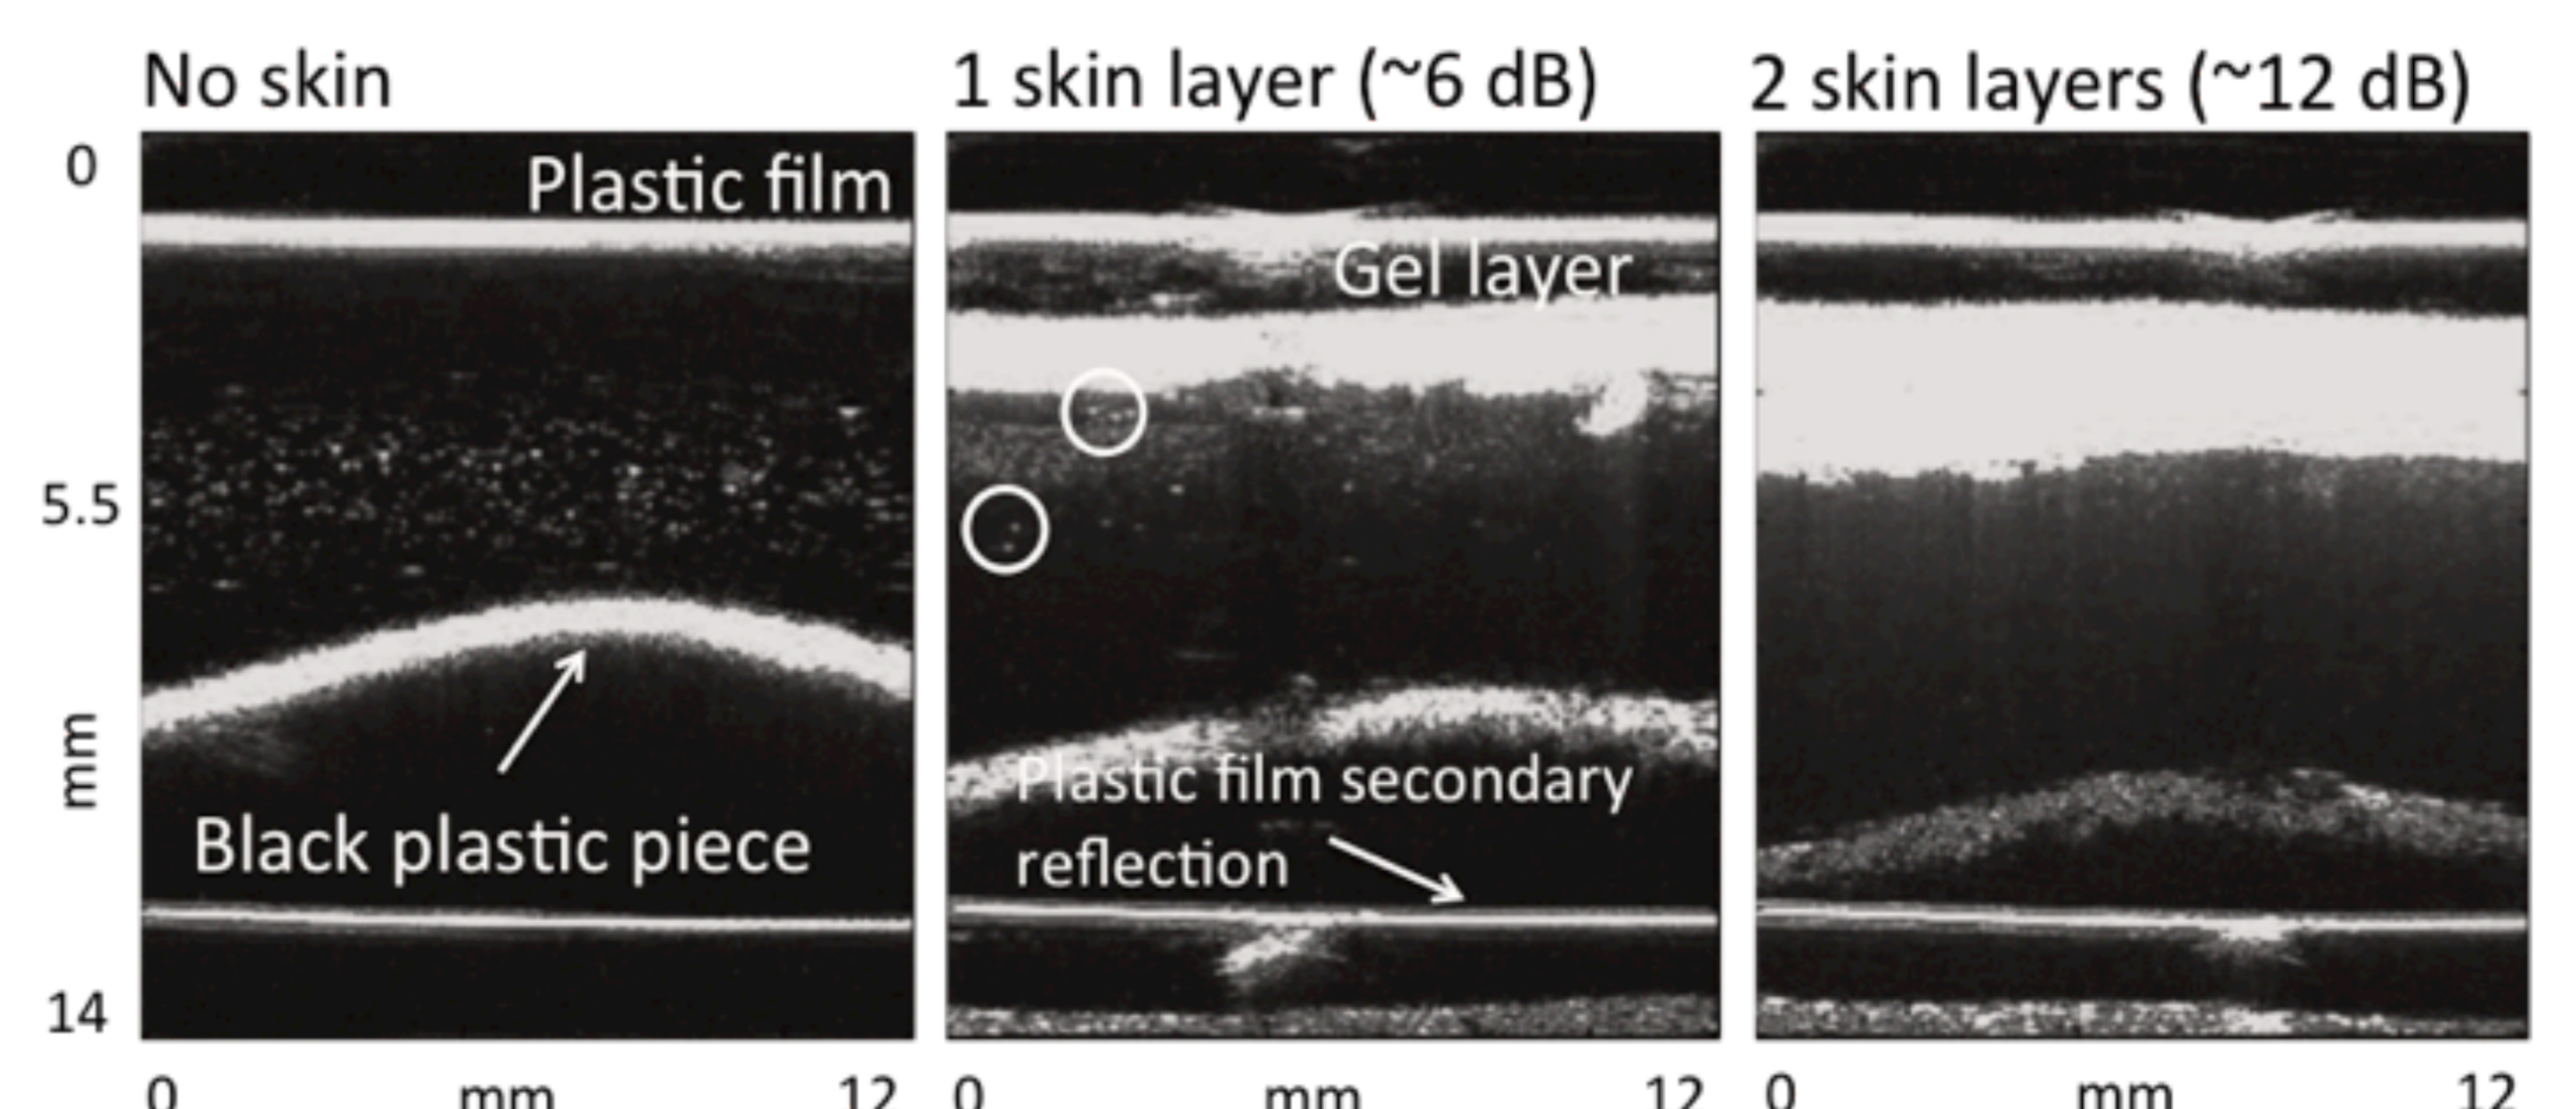 No skin
1 skin layer (~6 dB)
2 skin layers (~12 dB)
0
Plastic film
Gel layer
5.5
mm
Black plastic piece
Plastic film secondary
reflection
14
0 mm 12
0 mm 12
0 mm 12